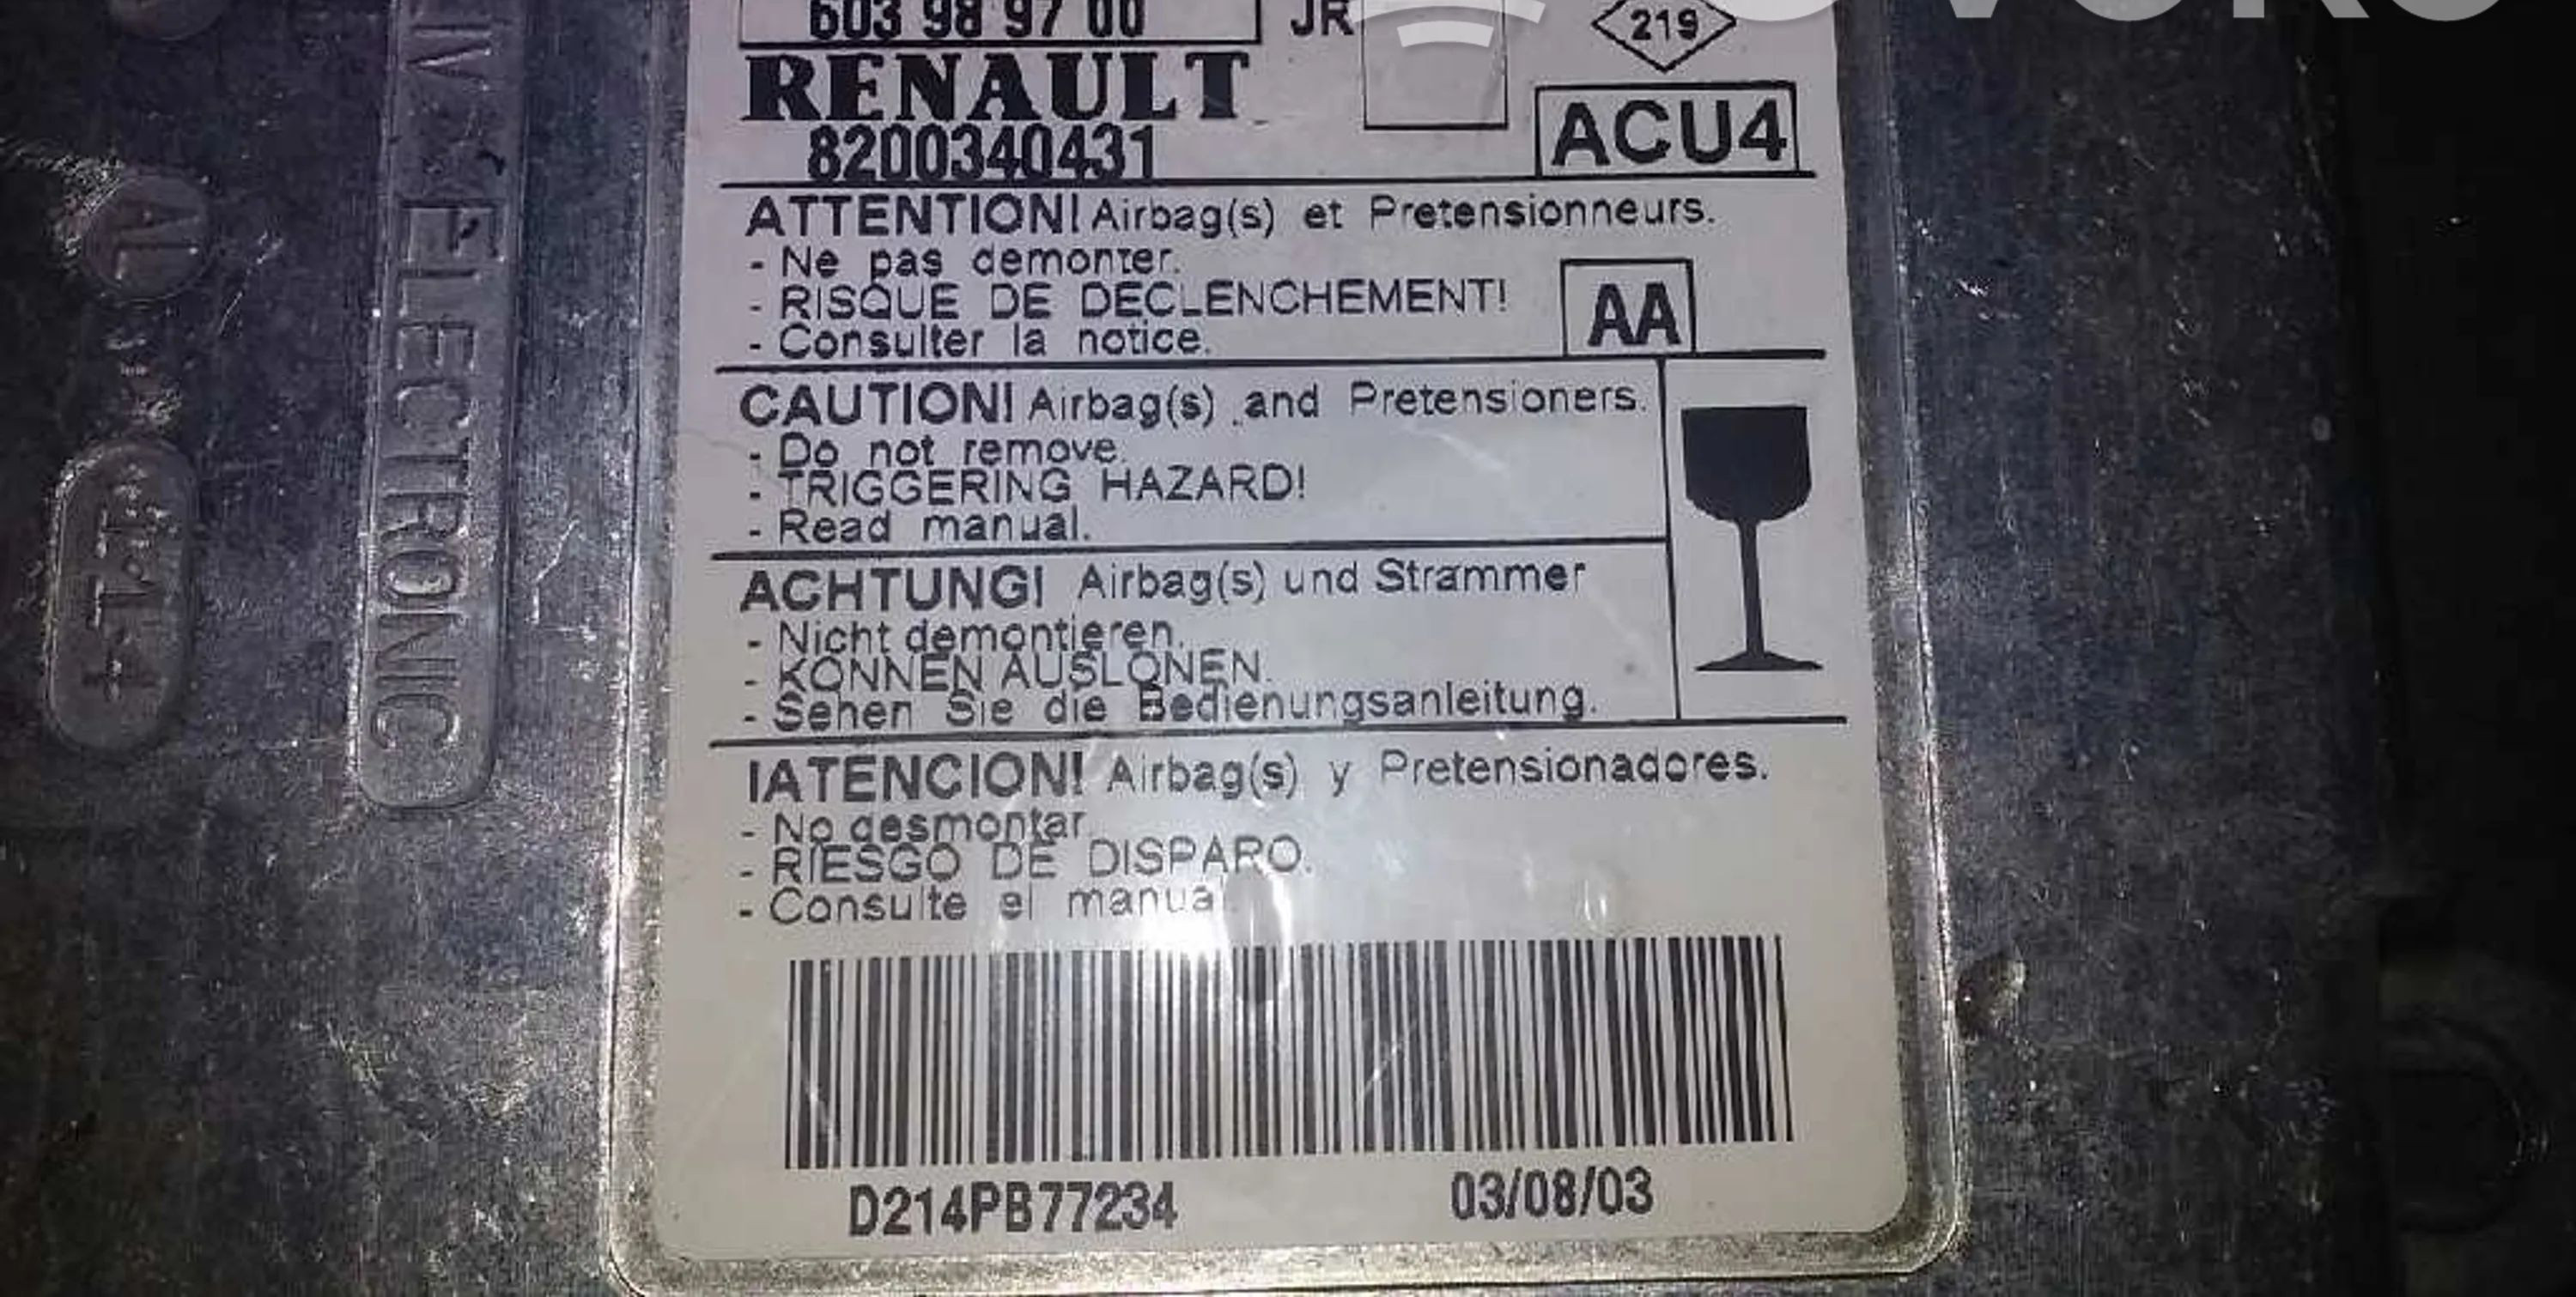 603 98 97 00
JR
219
RENAULT
8200340431
ACU4
ATTENTION! Airbag(s) et Pretensionneurs.
- Ne pas demonter.
- RISQUE DE DECLENCHEMENT!
- Consulter la notice.
AA
CAUTION! Airbag(s) and Pretensioners.
- Do not remove.
- TRIGGERING HAZARD!
- Read manual.
ACHTUNG! Airbag(s) und Strammer
- Nicht demontieren.
- KONNEN AUSLONEN.
- Sehen Sie die Bedienungsanleitung.
IATENCION! Airbag(s) y Pretensionadores.
- No desmontar
- RIESGO DE DISPARO.
- Consulte el manual
D214PB77234
03/08/03
ELECTRONIC